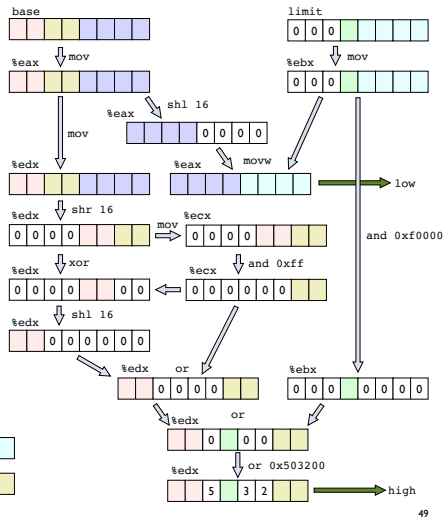 base limit
0 0 0
mov mov
%eax %ebx
0 0 0
shl 16
%eax
mov
0 0 0 0
movw
%edx %eax
low
shr 16
%edx mov %ecx
0 0 0 0 0 0 0 0
and 0xf0000
xor and 0xff
%edx %ecx
0 0 0 0 0 0 0 0 0 0 0 0
shl 16
%edx
0 0 0 0 0 0
%edx or %ebx
0 0 0 0 0 0 0 0 0 0 0
or
%edx
0 0 0
or 0x503200
%edx
5 3 2
high
49